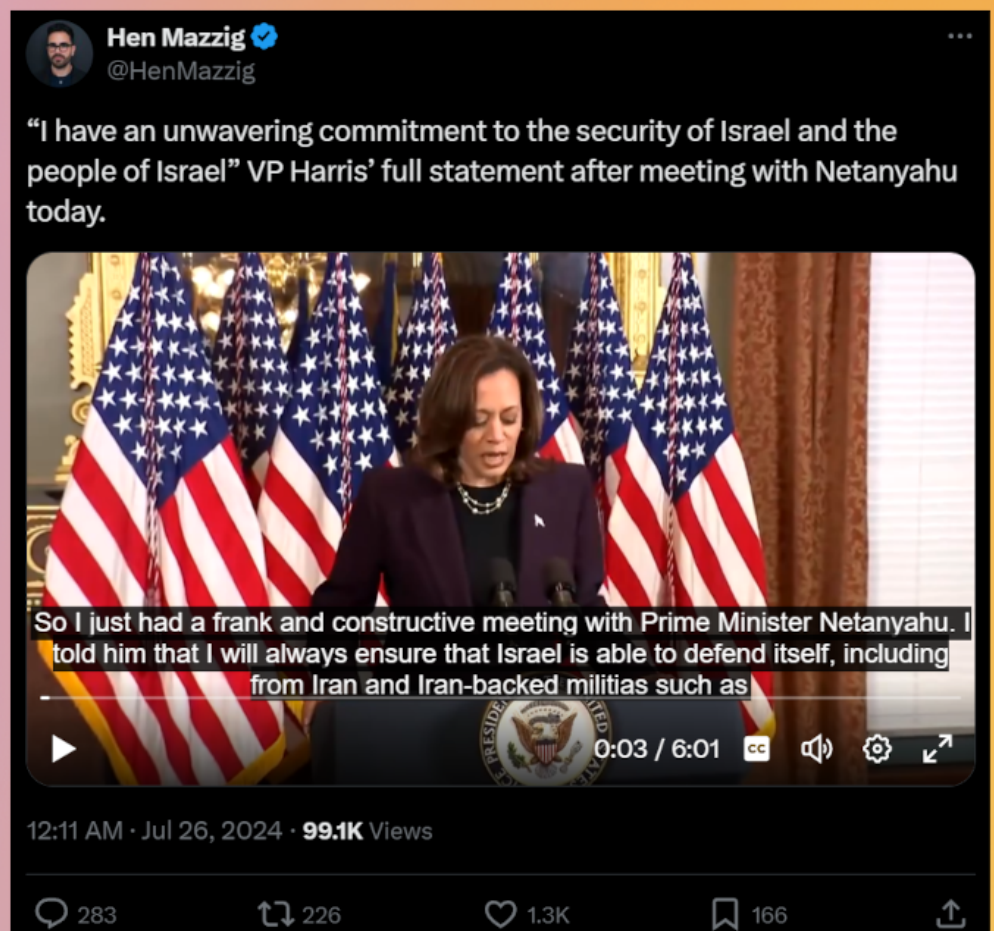 Hen Mazzig
@HenMazzig
“I have an unwavering commitment to the security of Israel and the
people of Israel” VP Harris’ full statement after meeting with Netanyahu
today.
So I just had a frank and constructive meeting with Prime Minister Netanyahu. I
told him that I will always ensure that Israel is able to defend itself, including
from Iran and Iran-backed militias such as
0:03 / 6:01
CC
12:11 AM · Jul 26, 2024 · 99.1K Views
283
226
1.3K
166